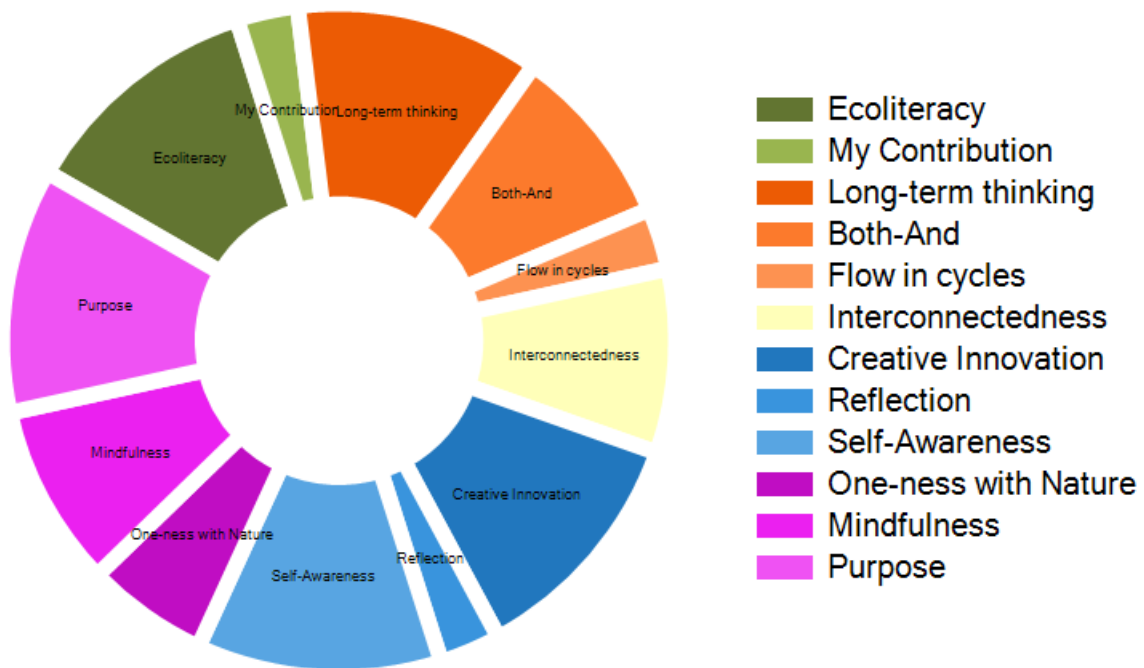 My Contribution
Long-term thinking
Ecoliteracy
Both-And
Flow in cycles
Purpose
Interconnectedness
Mindfulness
Creative Innovation
One-ness with Nature
Reflection
Self-Awareness
Ecoliteracy
My Contribution
Long-term thinking
Both-And
Flow in cycles
Interconnectedness
Creative Innovation
Reflection
Self-Awareness
One-ness with Nature
Mindfulness
Purpose